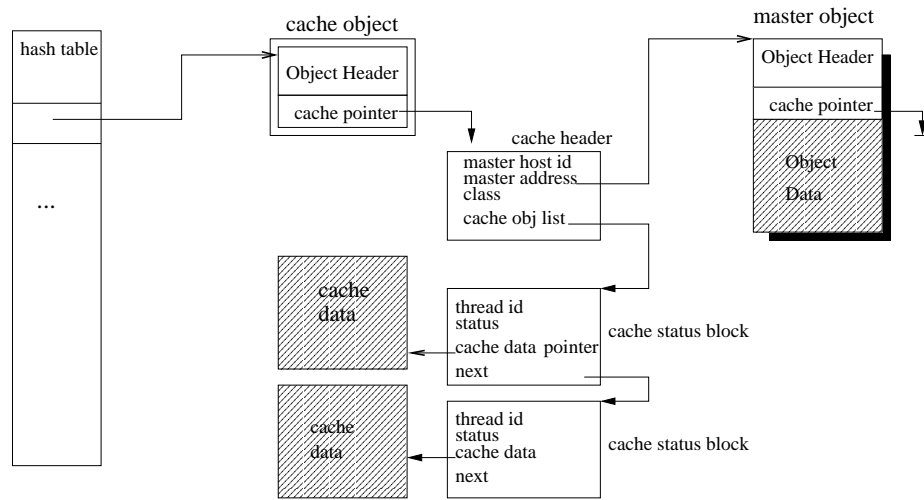 cache object
master object
hash table
Object Header
cache pointer
Object Header
cache pointer
Object
Data
cache header
master host id
master address
class
cache obj list
...
cache
data
thread id
status
cache data pointer
next
cache status block
cache
data
thread id
status
cache data
next
cache status block